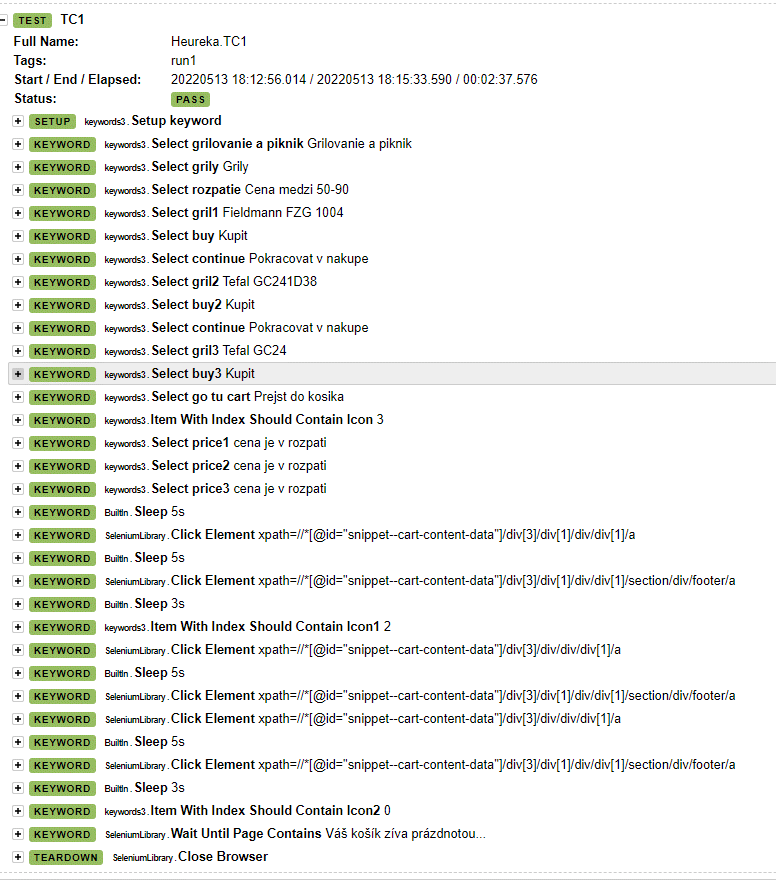 TEST TC1
Full Name: Heureka.TC1
Tags: run1
Start / End / Elapsed: 20220513 18:12:56.014 / 20220513 18:15:33.590 / 00:02:37.576
Status: PASS
SETUP keywords3. Setup keyword
KEYWORD keywords3. Select grilovanie a piknik Grilovanie a piknik
KEYWORD keywords3. Select grily Grily
KEYWORD keywords3. Select rozpatie Cena medzi 50-90
KEYWORD keywords3. Select gril1 Fieldmann FZG 1004
KEYWORD keywords3. Select buy Kupit
KEYWORD keywords3. Select continue Pokracovat v nakupe
KEYWORD keywords3. Select gril2 Tefal GC241D38
KEYWORD keywords3. Select buy2 Kupit
KEYWORD keywords3. Select continue Pokracovat v nakupe
KEYWORD keywords3. Select gril3 Tefal GC24
KEYWORD keywords3. Select buy3 Kupit
KEYWORD keywords3. Select go tu cart Prejst do kosika
KEYWORD keywords3. Item With Index Should Contain Icon 3
KEYWORD keywords3. Select price1 cena je v rozpati
KEYWORD keywords3. Select price2 cena je v rozpati
KEYWORD keywords3. Select price3 cena je v rozpati
KEYWORD BuiltIn. Sleep 5s
KEYWORD SeleniumLibrary. Click Element xpath=//*[@id="snippet--cart-content-data"]/div[3]/div[1]/div/div[1]/a
KEYWORD BuiltIn. Sleep 5s
KEYWORD SeleniumLibrary. Click Element xpath=//*[@id="snippet--cart-content-data"]/div[3]/div[1]/div/div[1]/section/div/footer/a
KEYWORD BuiltIn. Sleep 3s
KEYWORD keywords3. Item With Index Should Contain Icon1 2
KEYWORD SeleniumLibrary. Click Element xpath=//*[@id="snippet--cart-content-data"]/div[3]/div/div/div[1]/a
KEYWORD BuiltIn. Sleep 5s
KEYWORD SeleniumLibrary. Click Element xpath=//*[@id="snippet--cart-content-data"]/div[3]/div[1]/div/div[1]/section/div/footer/a
KEYWORD SeleniumLibrary. Click Element xpath=//*[@id="snippet--cart-content-data"]/div[3]/div/div/div[1]/a
KEYWORD BuiltIn. Sleep 5s
KEYWORD SeleniumLibrary. Click Element xpath=//*[@id="snippet--cart-content-data"]/div[3]/div[1]/div/div[1]/section/div/footer/a
KEYWORD BuiltIn. Sleep 3s
KEYWORD keywords3. Item With Index Should Contain Icon2 0
KEYWORD SeleniumLibrary. Wait Until Page Contains Váš košík zíva prázdnotou...
TEARDOWN SeleniumLibrary. Close Browser